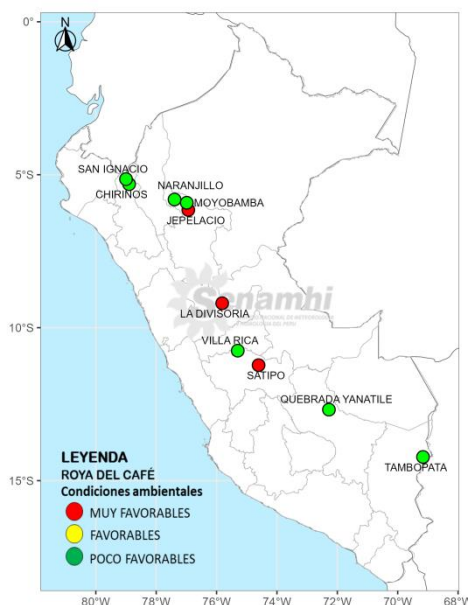 0°
N
SAN IGNACIO
5°S
CHIRINOS
NARANJILLO
MOYOBAMBA
JEPELACIO
Senamhi
LA DIVISORIA
10°S
VILLA RICA
SATIPO
QUEBRADA YANATILE
TAMBOPATA
15°S
LEYENDA
ROYA DEL CAFÉ
Condiciones ambientales
MUY FAVORABLES
FAVORABLES
POCO FAVORABLES
80°W 78°W 76°W 74°W 72°W 70°W 68°W